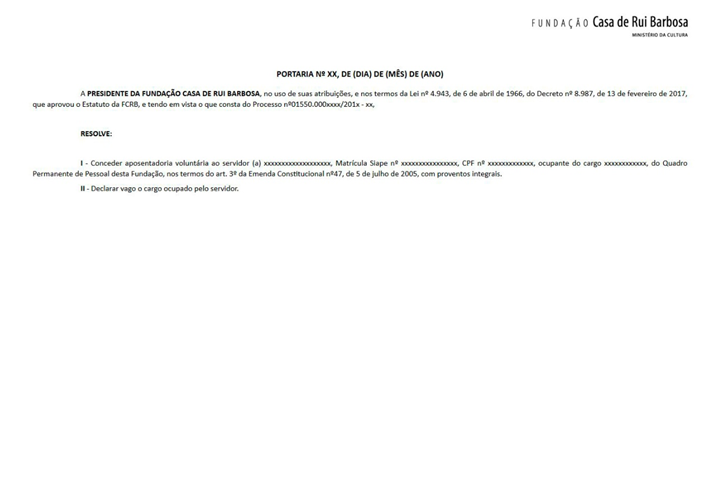 FUNDAÇÃO Casa de Rui Barbosa
MINISTÉRIO DA CULTURA
PORTARIA Nº XX, DE (DIA) DE (MÊS) DE (ANO)
A PRESIDENTE DA FUNDAÇÃO CASA DE RUI BARBOSA, no uso de suas atribuições, e nos termos da Lei nº 4.943, de 6 de abril de 1966, do Decreto nº 8.987, de 13 de fevereiro de 2017,
que aprovou o Estatuto da FCRB, e tendo em vista o que consta do Processo nº01550.000xxxx/201x - xx,
RESOLVE:
I - Conceder aposentadoria voluntária ao servidor (a) xxxxxxxxxxxxxxxxxxx, Matrícula Siape nº xxxxxxxxxxxxxxxx, CPF nº xxxxxxxxxxxxx, ocupante do cargo xxxxxxxxxxxx, do Quadro
Permanente de Pessoal desta Fundação, nos termos do art. 3º da Emenda Constitucional nº47, de 5 de julho de 2005, com proventos integrais.
II - Declarar vago o cargo ocupado pelo servidor.